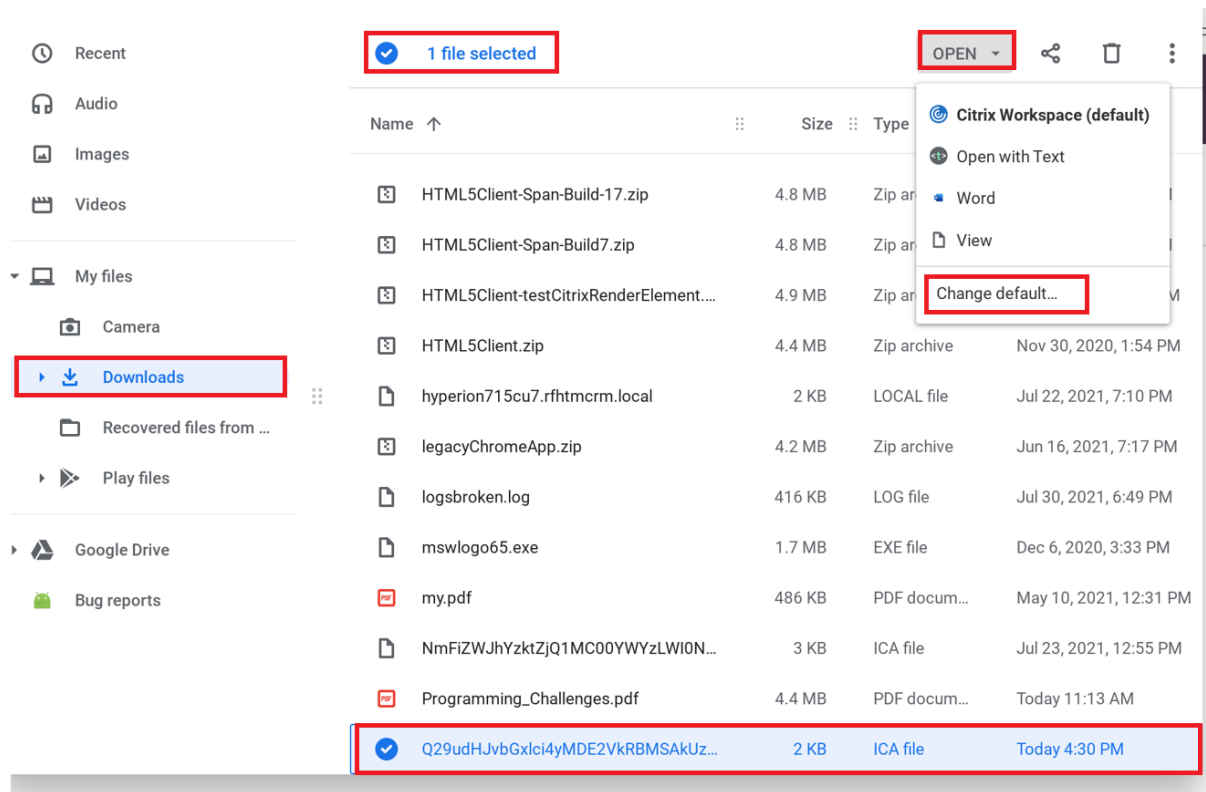 Recent
Audio
Images
Videos
My files
Camera
Downloads
Recovered files from ...
Play files
Google Drive
Bug reports
1 file selected
OPEN
Citrix Workspace (default)
Open with Text
Word
View
Change default...
Name Size Type
HTML5Client-Span-Build-17.zip 4.8 MB Zip ar
HTML5Client-Span-Build7.zip 4.8 MB Zip ar
HTML5Client-testCitrixRenderElement.... 4.9 MB Zip ar M
HTML5Client.zip 4.4 MB Zip archive Nov 30, 2020, 1:54 PM
hyperion715cu7.rfhtmcrm.local 2 KB LOCAL file Jul 22, 2021, 7:10 PM
legacyChromeApp.zip 4.2 MB Zip archive Jun 16, 2021, 7:17 PM
logsbroken.log 416 KB LOG file Jul 30, 2021, 6:49 PM
mswlogo65.exe 1.7 MB EXE file Dec 6, 2020, 3:33 PM
PDF my.pdf 486 KB PDF docum... May 10, 2021, 12:31 PM
NmFiZWJhYzktZjQ1MC00YWYzLWI0N... 3 KB ICA file Jul 23, 2021, 12:55 PM
PDF Programming_Challenges.pdf 4.4 MB PDF docum... Today 11:13 AM
Q29udHJvbGxlci4yMDE2VkRBMSAkUz... 2 KB ICA file Today 4:30 PM